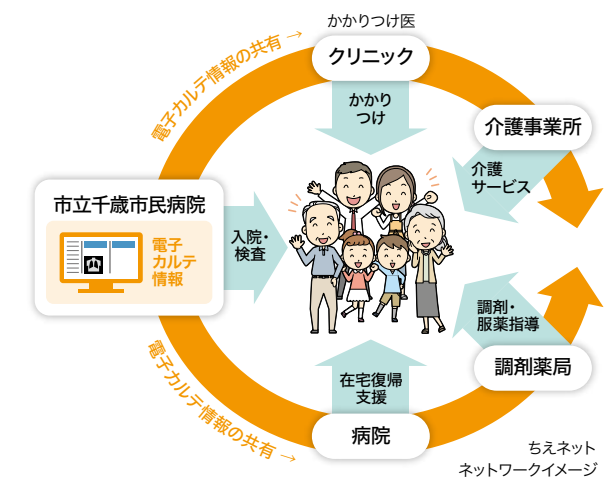 かかりつけ医
クリニック
電子カルテ情報の共有 →
かかり
つけ
介護事業所
介護
サービス
市立千歳市民病院
電子
カルテ
情報
入院・
検査
調剤・
服薬指導
調剤薬局
在宅復帰
支援
病院
電子カルテ情報の共有 →
ちえネット
ネットワークイメージ